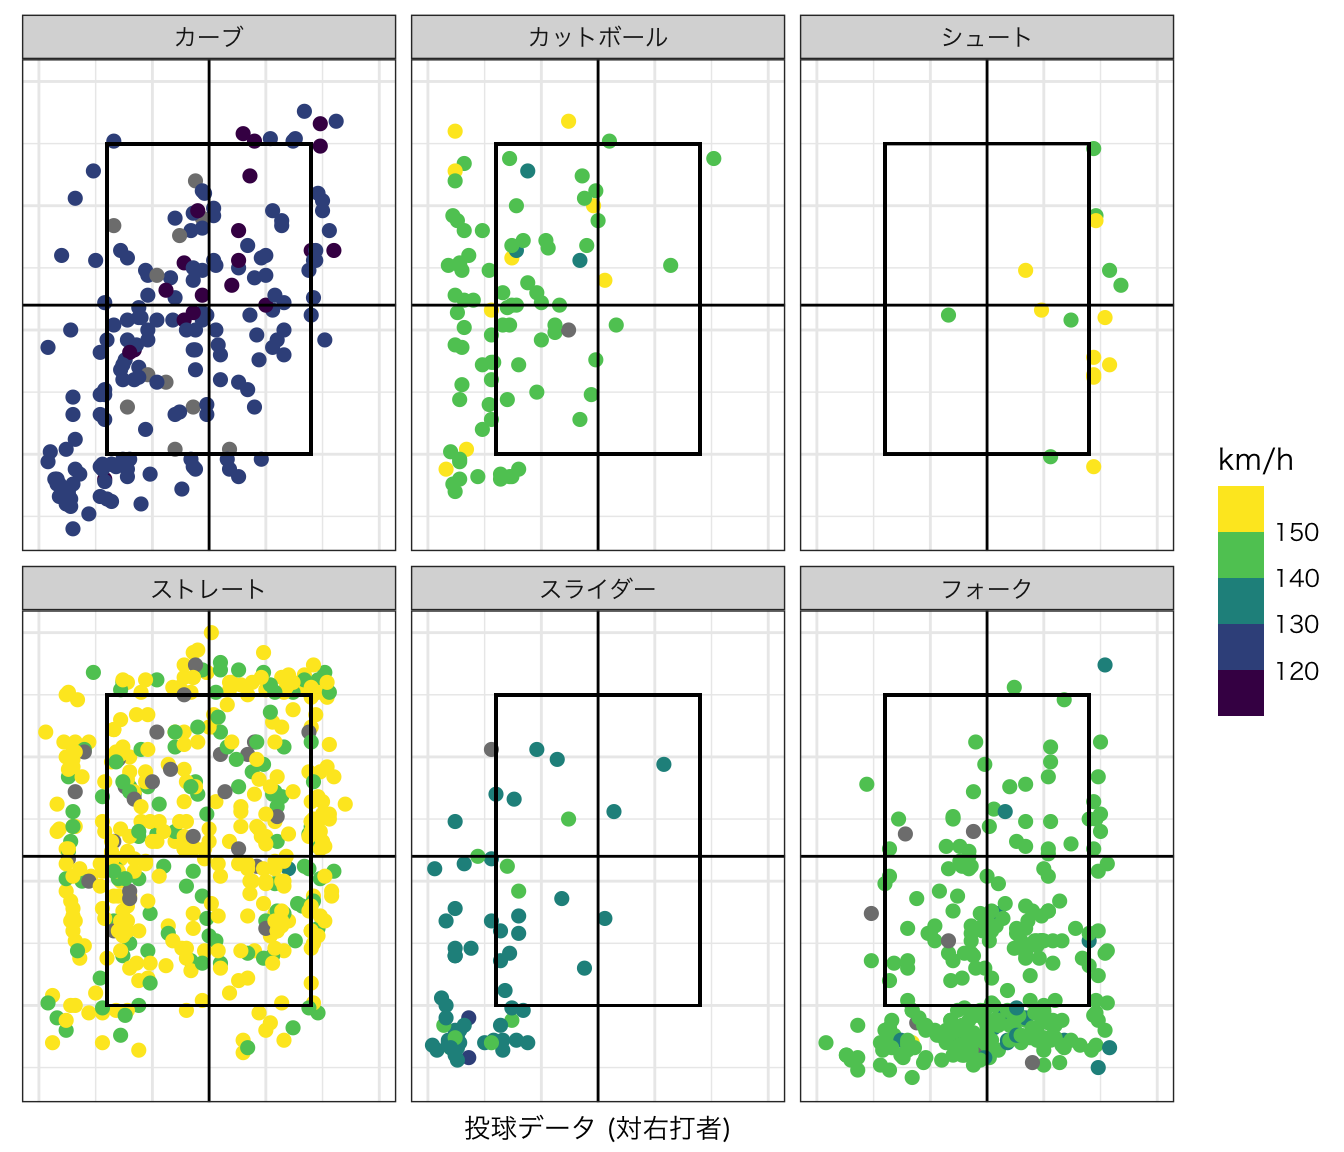 カーブ
カットボール
シュート
km/h
150
140
130
120
ストレート
スライダー
フォーク
投球データ (対右打者)